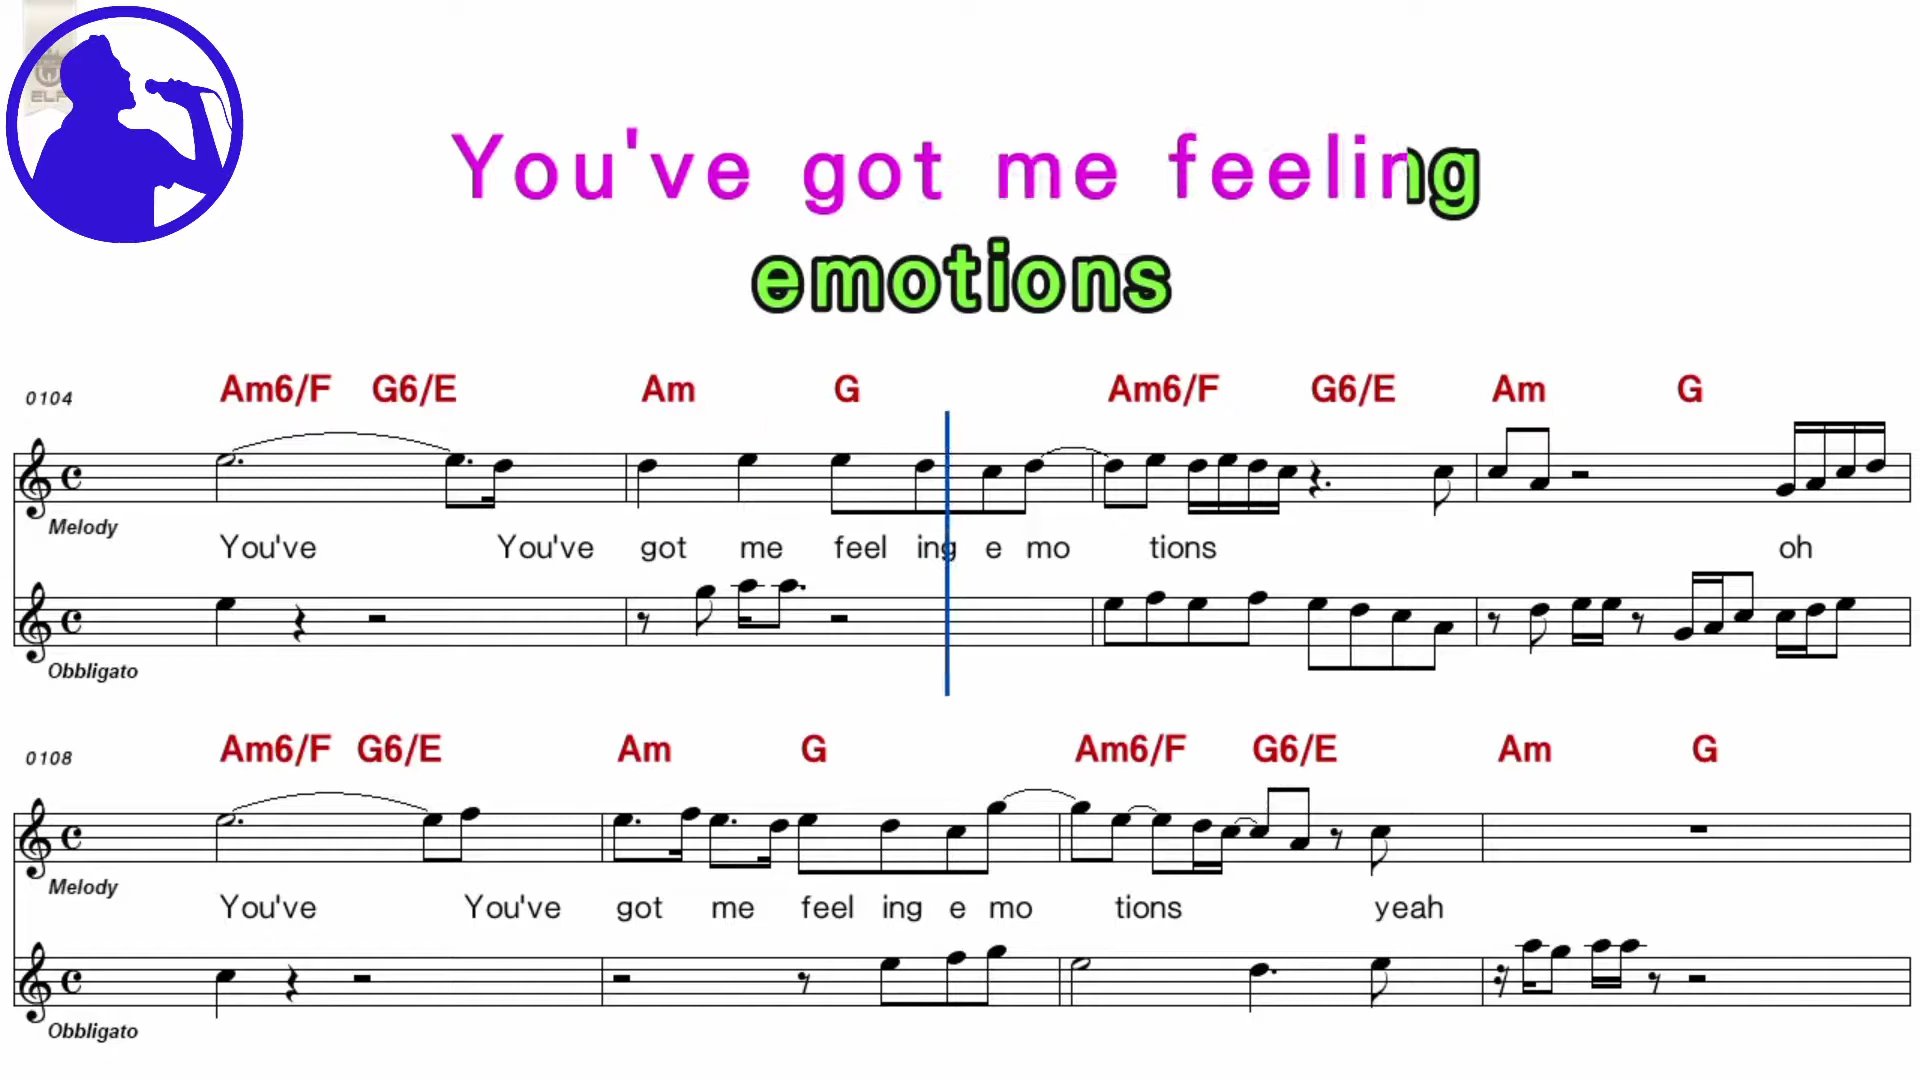 ELF
You've got me feeling
emotions
0104 Am6/F G6/E Am G Am6/F G6/E Am G
Melody
You've You've got me feel ing e mo tions oh
Obbligato
0108 Am6/F G6/E Am G Am6/F G6/E Am G
Melody
You've You've got me feel ing e mo tions yeah
Obbligato